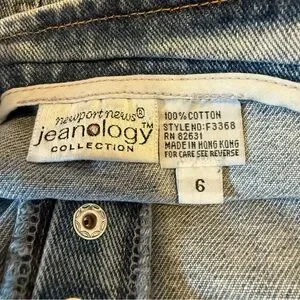 newport news®
jeanology™
COLLECTION
100% COTTON
STYLE NO: F3368
RN 82631
MADE IN HONG KONG
FOR CARE SEE REVERSE
6